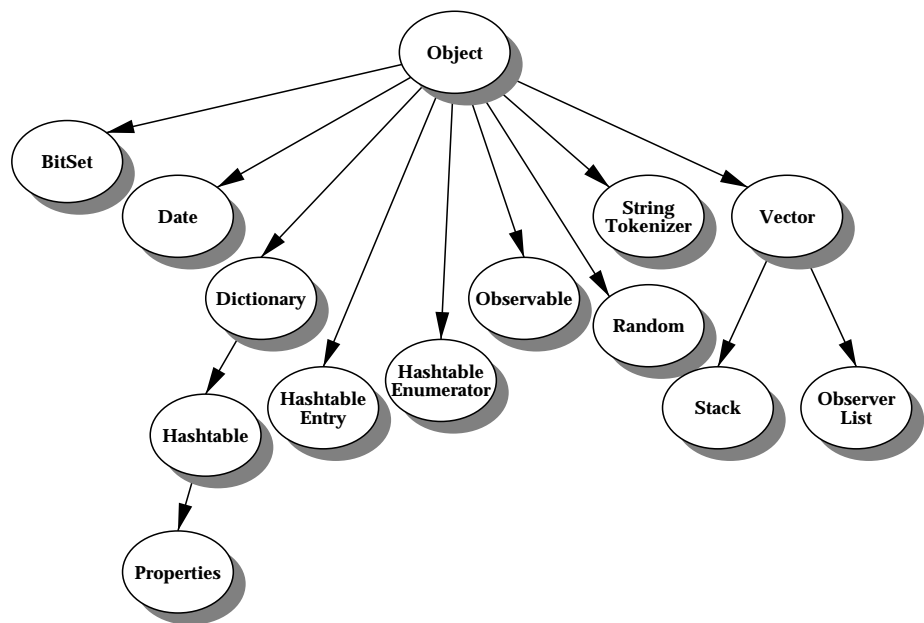 Object
BitSet
Date
String
Tokenizer
Vector
Dictionary
Observable
Random
Hashtable
Enumerator
Hashtable
Entry
Stack
Observer
List
Hashtable
Properties